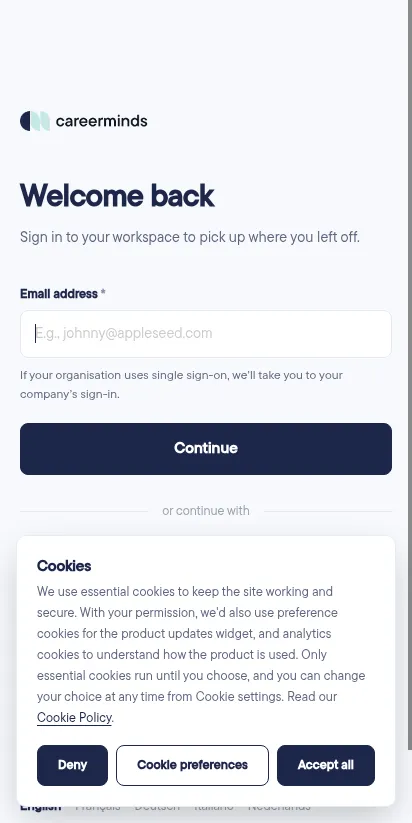 careerminds
Welcome back
Sign in to your workspace to pick up where you left off.
Email address *
E.g., johnny@appleseed.com
If your organisation uses single sign-on, we'll take you to your
company's sign-in.
Continue
or continue with
Cookies
We use essential cookies to keep the site working and
secure. With your permission, we'd also use preference
cookies for the product updates widget, and analytics
cookies to understand how the product is used. Only
essential cookies run until you choose, and you can change
your choice at any time from Cookie settings. Read our
Cookie Policy.
Deny Cookie preferences Accept all
English Français Deutsch Italiano Nederlands